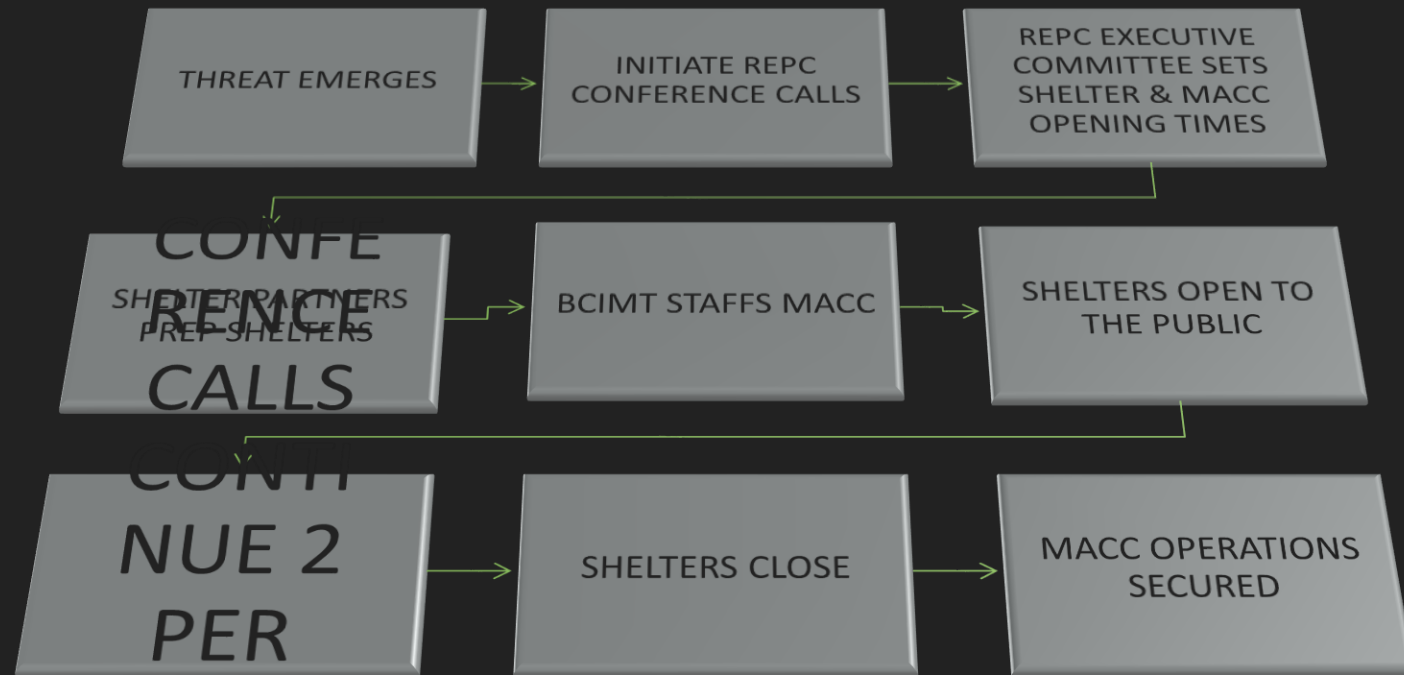 THREAT EMERGES
INITIATE REPC
CONFERENCE CALLS
REPC EXECUTIVE
COMMITTEE SETS
SHELTER & MACC
OPENING TIMES
SHELTER PARTNERS
PREP SHELTERS
BCIMT STAFFS MACC
SHELTERS OPEN TO
THE PUBLIC
CONFE
RENCE
CALLS
CONTI
NUE 2
PER
SHELTERS CLOSE
MACC OPERATIONS
SECURED